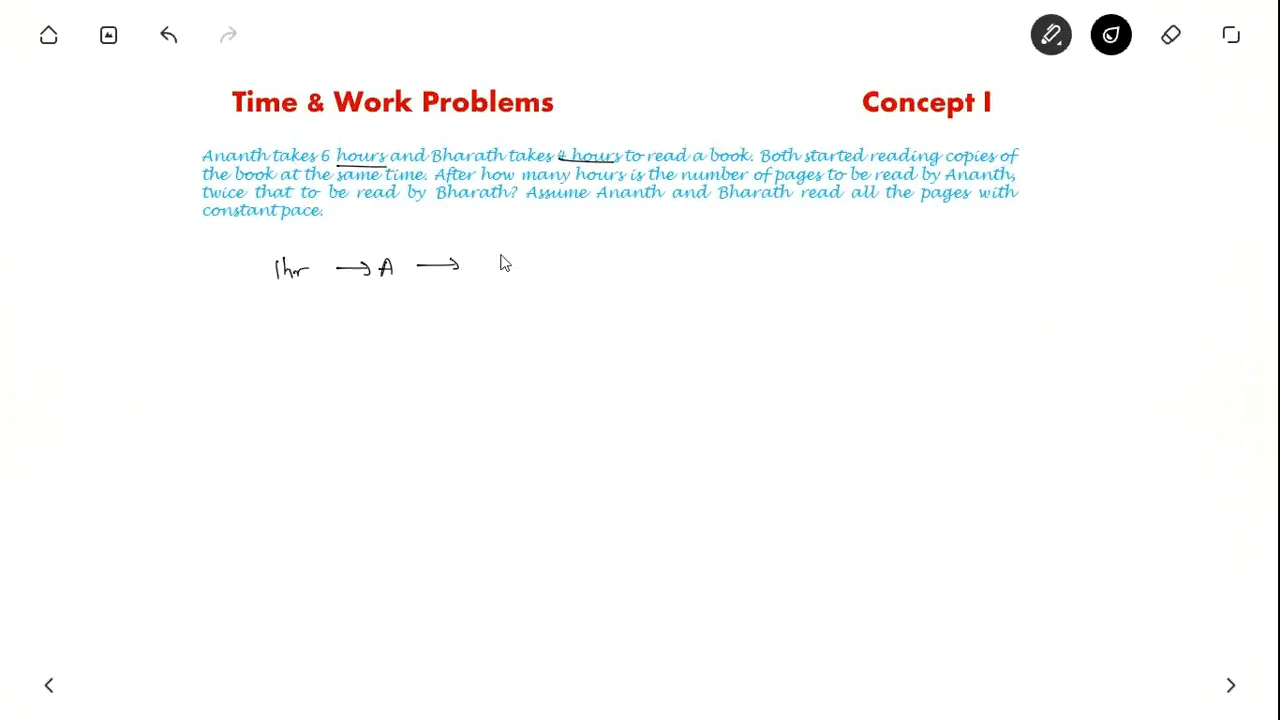 Time & Work Problems Concept I
Ananth takes 6 hours and Bharath takes 4 hours to read a book. Both started reading copies of
the book at the same time. After how many hours is the number of pages to be read by Ananth,
twice that to be read by Bharath? Assume Ananth and Bharath read all the pages with
constant pace.
1hr → A →